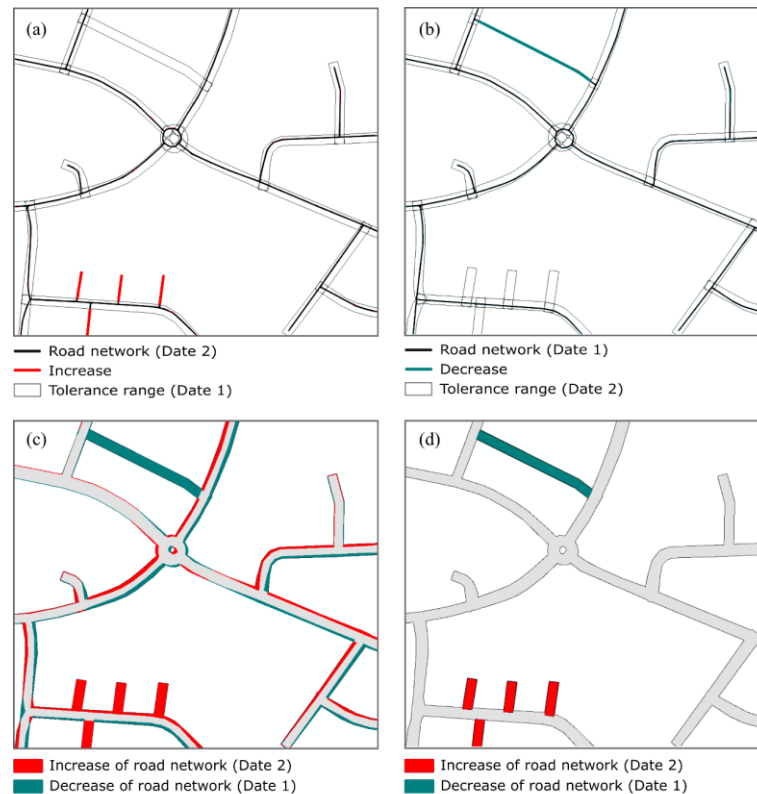 (a)
Road network (Date 2)
Increase
Tolerance range (Date 1)
(b)
Road network (Date 1)
Decrease
Tolerance range (Date 2)
(c)
Increase of road network (Date 2)
Decrease of road network (Date 1)
(d)
Increase of road network (Date 2)
Decrease of road network (Date 1)